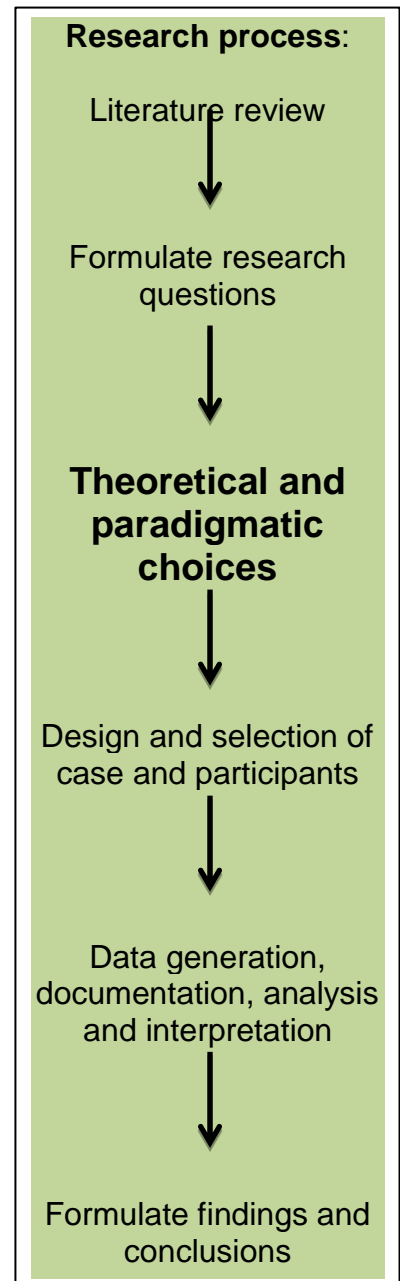 Research process:
Literature review
Formulate research
questions
Theoretical and
paradigmatic
choices
Design and selection of
case and participants
Data generation,
documentation, analysis
and interpretation
Formulate findings and
conclusions